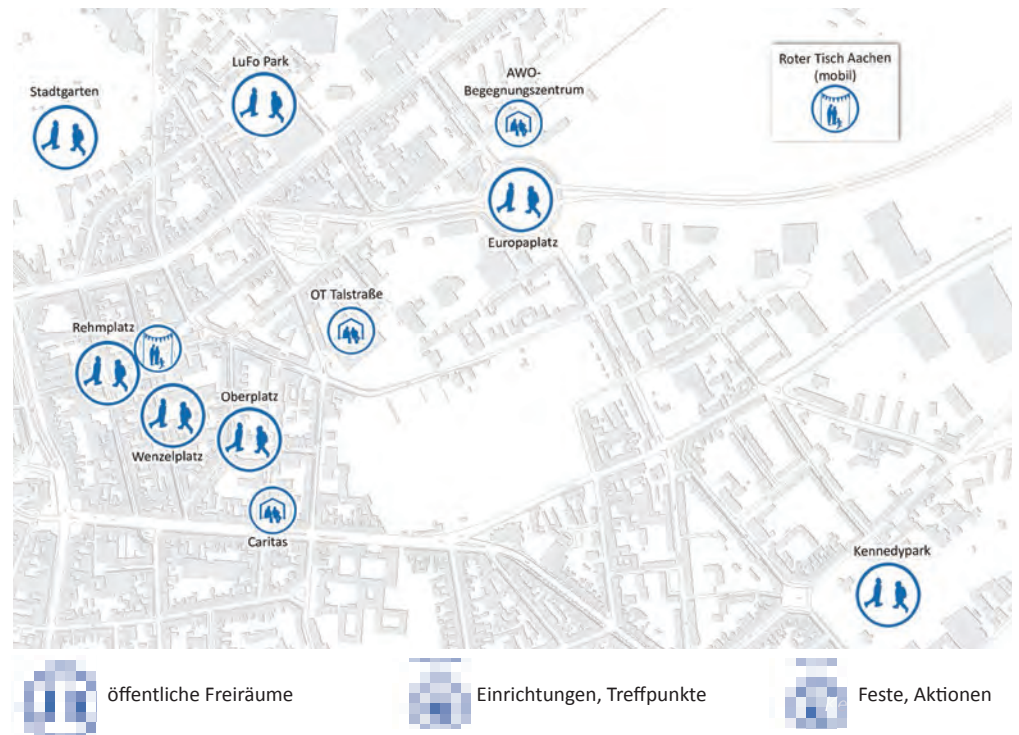 LuFo Park
Stadtgarten
AWO-
Begegnungszentrum
Roter Tisch Aachen
(mobil)
Europaplatz
OT Talstraße
Rehmplatz
Oberplatz
Wenzelplatz
Caritas
Kennedypark
öffentliche Freiräume
Einrichtungen, Treffpunkte
Feste, Aktionen